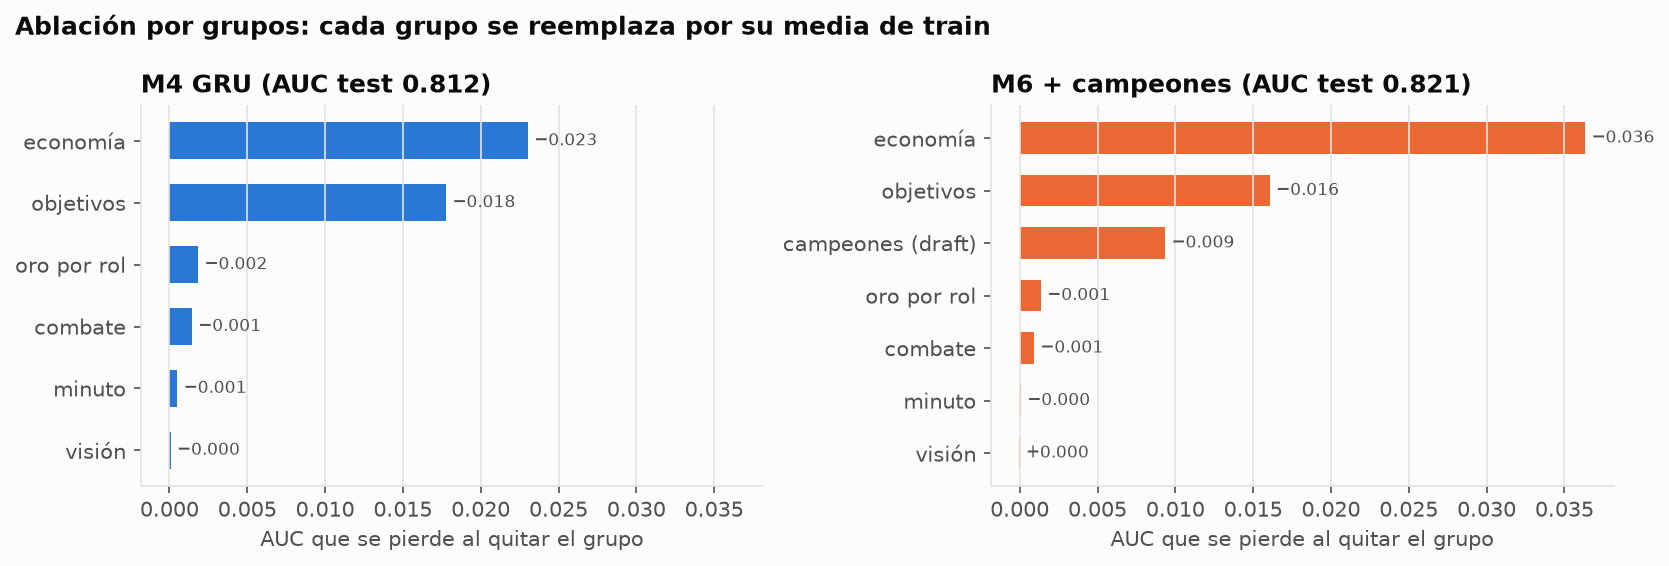 Ablación por grupos: cada grupo se reemplaza por su media de train
M4 GRU (AUC test 0.812)
economía −0.023
objetivos −0.018
oro por rol −0.002
combate −0.001
minuto −0.001
visión −0.000
0.000 0.005 0.010 0.015 0.020 0.025 0.030 0.035
AUC que se pierde al quitar el grupo
M6 + campeones (AUC test 0.821)
economía −0.036
objetivos −0.016
campeones (draft) −0.009
oro por rol −0.001
combate −0.001
minuto −0.000
visión +0.000
0.000 0.005 0.010 0.015 0.020 0.025 0.030 0.035
AUC que se pierde al quitar el grupo